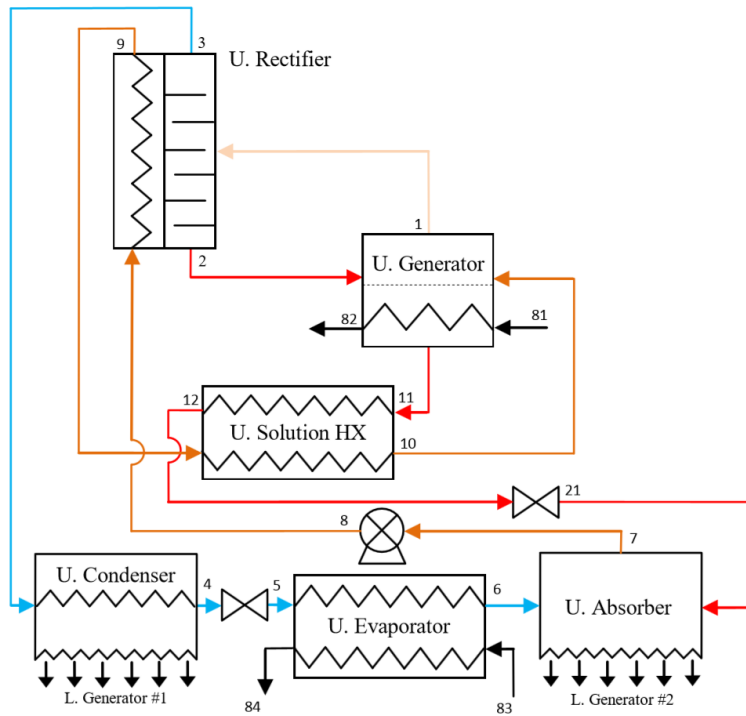 9
3
U. Rectifier
1
2
U. Generator
82
81
12
11
U. Solution HX
10
21
8
7
U. Condenser
4
5
6
U. Evaporator
U. Absorber
84
83
L. Generator #1
L. Generator #2